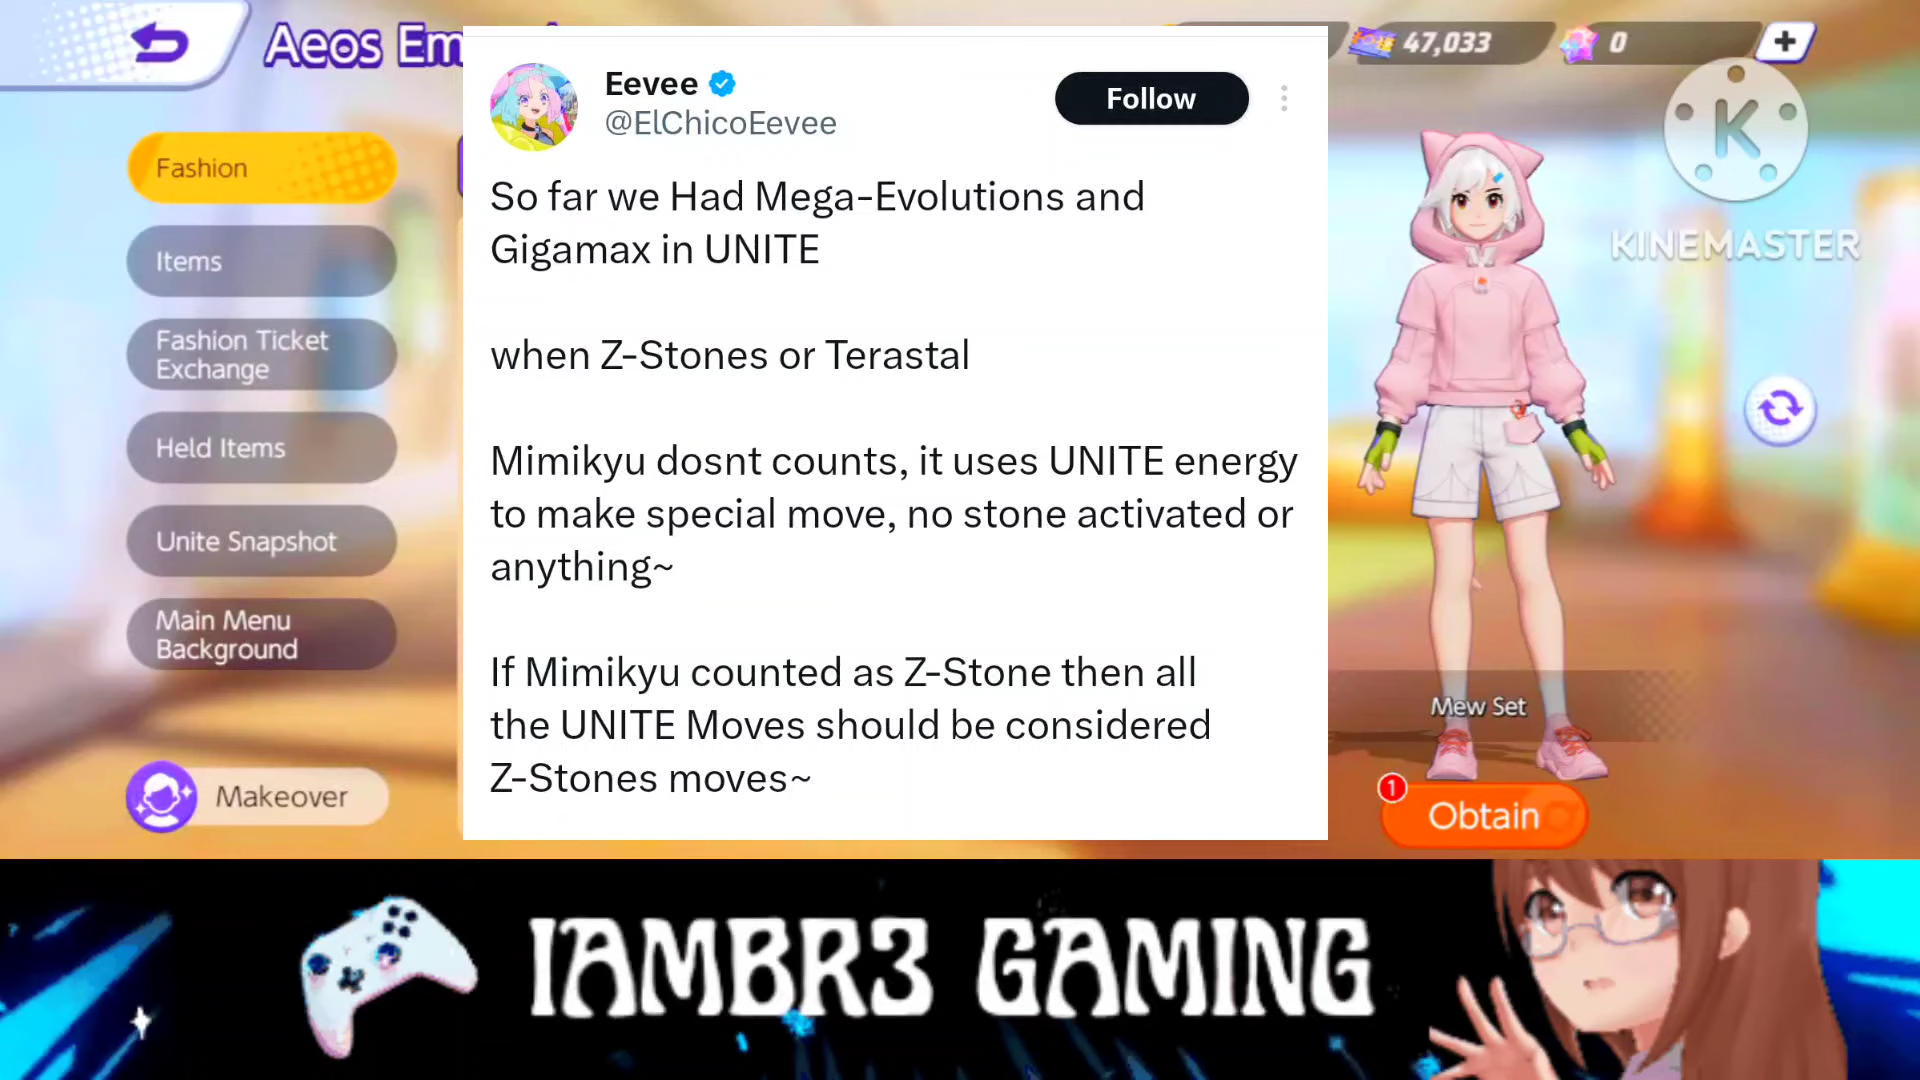 Aeos Em
47,033
0
Fashion
Items
Fashion Ticket
Exchange
Held Items
Unite Snapshot
Main Menu
Background
Makeover
Eevee
@ElChicoEevee
Follow
So far we Had Mega-Evolutions and
Gigamax in UNITE
when Z-Stones or Terastal
Mimikyu dosnt counts, it uses UNITE energy
to make special move, no stone activated or
anything~
If Mimikyu counted as Z-Stone then all
the UNITE Moves should be considered
Z-Stones moves~
K
KINEMASTER
Mew Set
1
Obtain
IAMBR3 GAMING